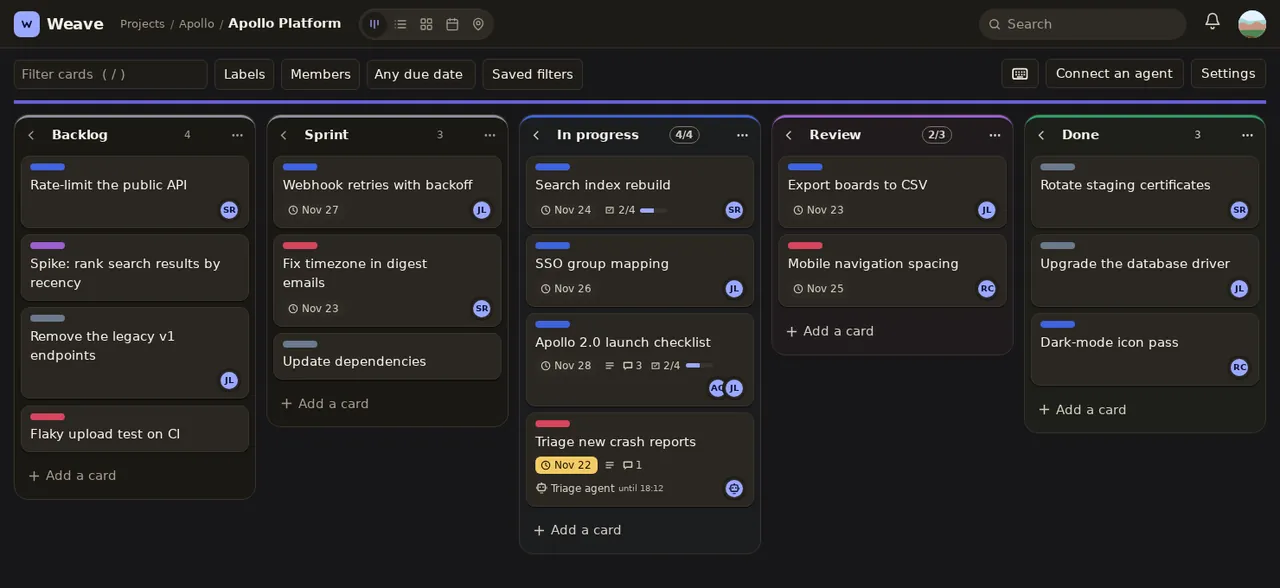 W Weave Projects / Apollo / Apollo Platform Search
Filter cards ( / ) Labels Members Any due date Saved filters Connect an agent Settings
Backlog 4
Rate-limit the public API
SR
Spike: rank search results by
recency
Remove the legacy v1
endpoints
JL
Flaky upload test on CI
+ Add a card
Sprint 3
Webhook retries with backoff
Nov 27 JL
Fix timezone in digest
emails
Nov 23 SR
Update dependencies
+ Add a card
In progress 4/4
Search index rebuild
Nov 24 2/4 SR
SSO group mapping
Nov 26 JL
Apollo 2.0 launch checklist
Nov 28 3 2/4
JL
Triage new crash reports
Nov 22 1
Triage agent until 18:12
+ Add a card
Review 2/3
Export boards to CSV
Nov 23 JL
Mobile navigation spacing
Nov 25 RC
+ Add a card
Done 3
Rotate staging certificates
SR
Upgrade the database driver
JL
Dark-mode icon pass
RC
+ Add a card